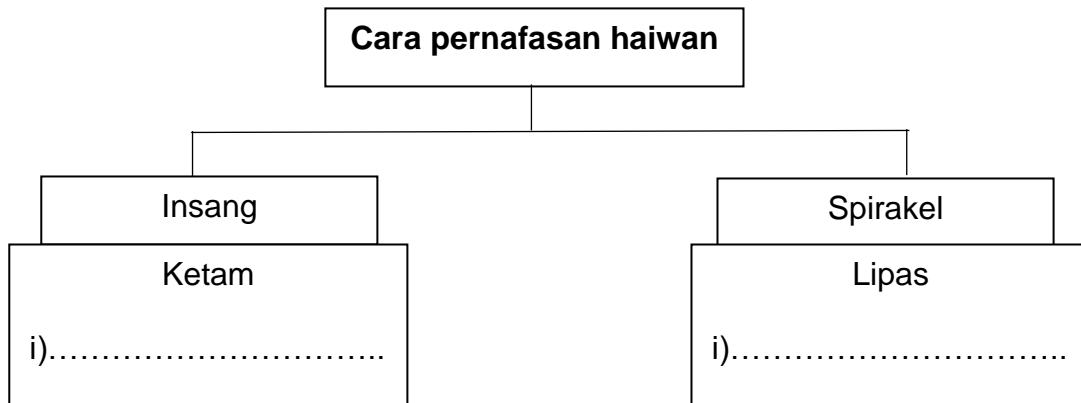 Cara pernafasan haiwan
Insang
Spirakel
Ketam
i)…………………………..
Lipas
i)…………………………..